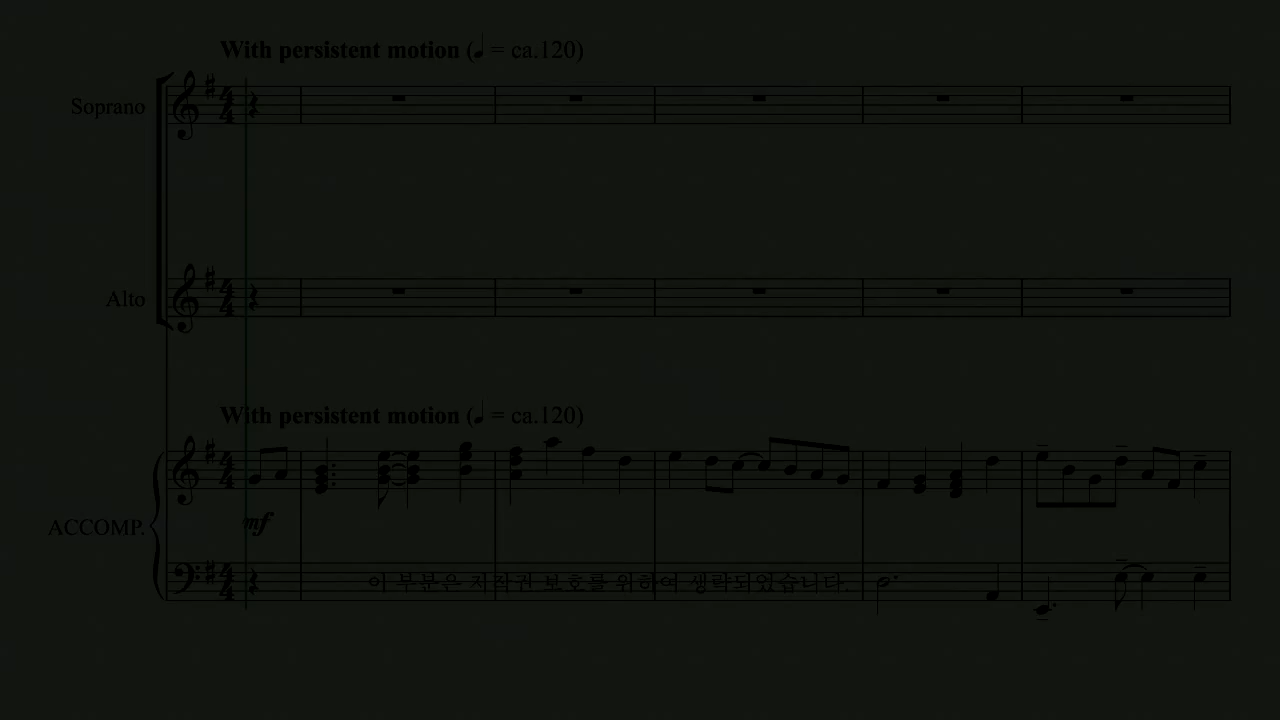 With persistent motion (♩ = ca.120)
Soprano
Alto
With persistent motion (♩ = ca.120)
mf
ACCOMP.
이 부분은 저작권 보호를 위하여 생략되었습니다.